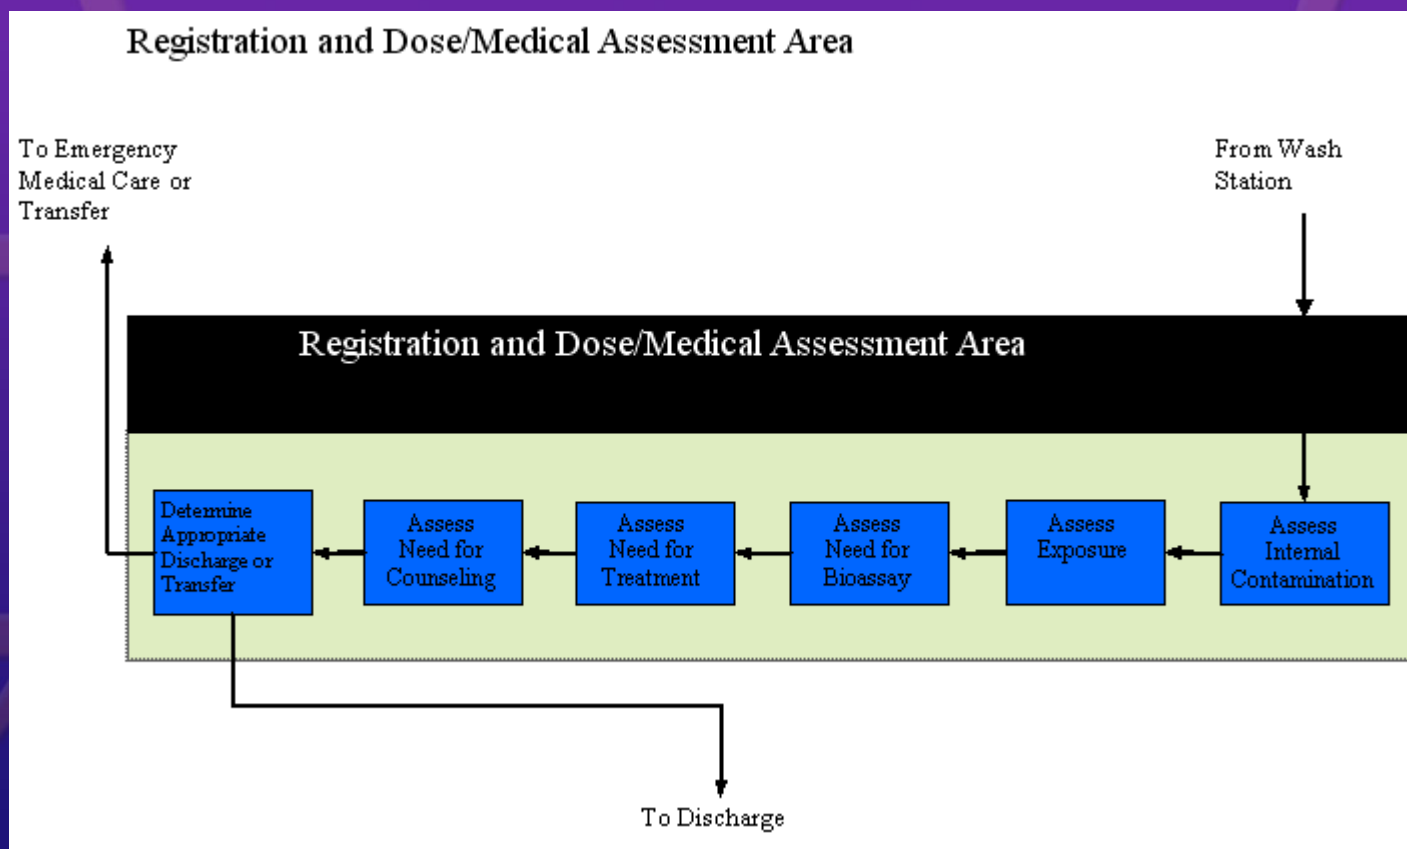 Registration and Dose/Medical Assessment Area
To Emergency
Medical Care or
Transfer
From Wash
Station
Registration and Dose/Medical Assessment Area
Determine
Appropriate
Discharge or
Transfer
Assess
Need for
Counseling
Assess
Need for
Treatment
Assess
Need for
Bioassay
Assess
Exposure
Assess
Internal
Contamination
To Discharge